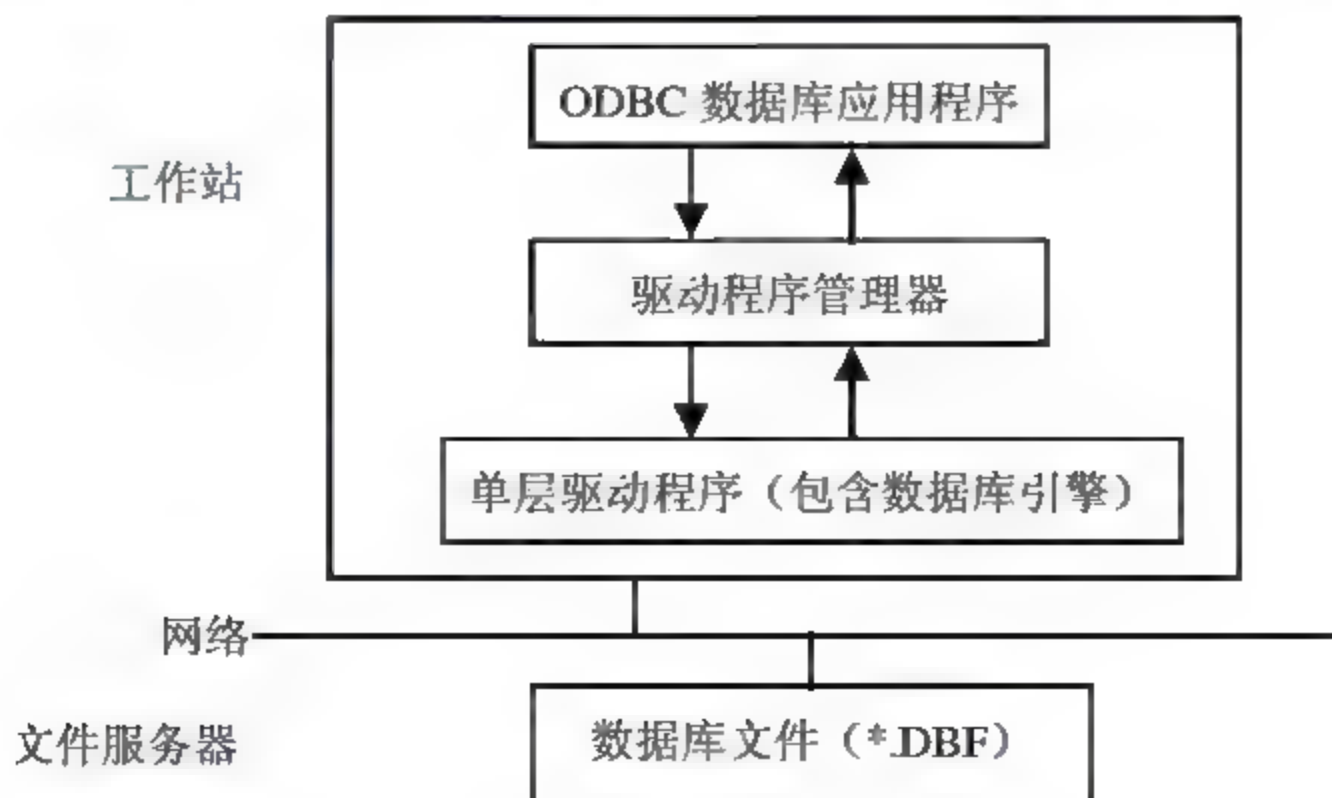 ODBC 数据库应用程序
工作站
驱动程序管理器
单层驱动程序（包含数据库引擎）
网络
文件服务器
数据库文件（*.DBF）